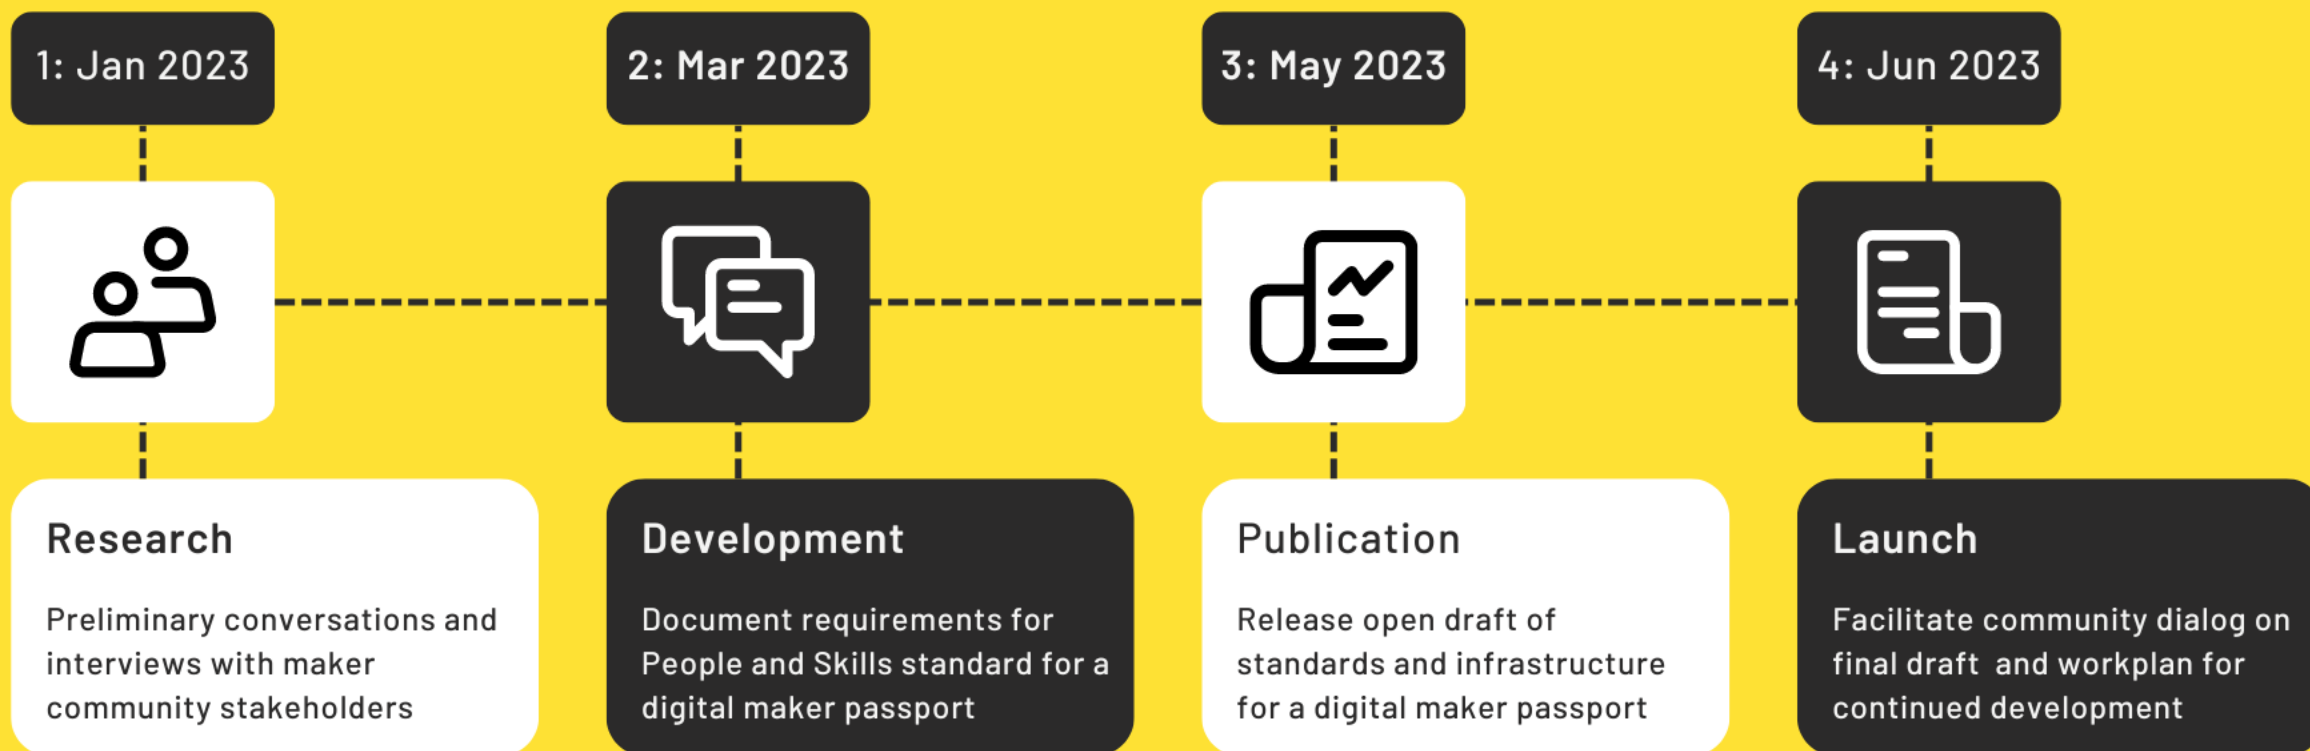 1: Jan 2023
2: Mar 2023
3: May 2023
4: Jun 2023
Research
Preliminary conversations and
interviews with maker
community stakeholders
Development
Document requirements for
People and Skills standard for a
digital maker passport
Publication
Release open draft of
standards and infrastructure
for a digital maker passport
Launch
Facilitate community dialog on
final draft  and workplan for
continued development